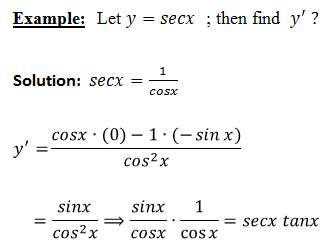 Example: Let y = secx ; then find y′ ?
Solution: secx = 1/cosx
y′ = (cosx · (0) − 1 · (− sin x))/cos²x
= sinx/cos²x ⟹ sinx/cosx · 1/cosx = secx tanx